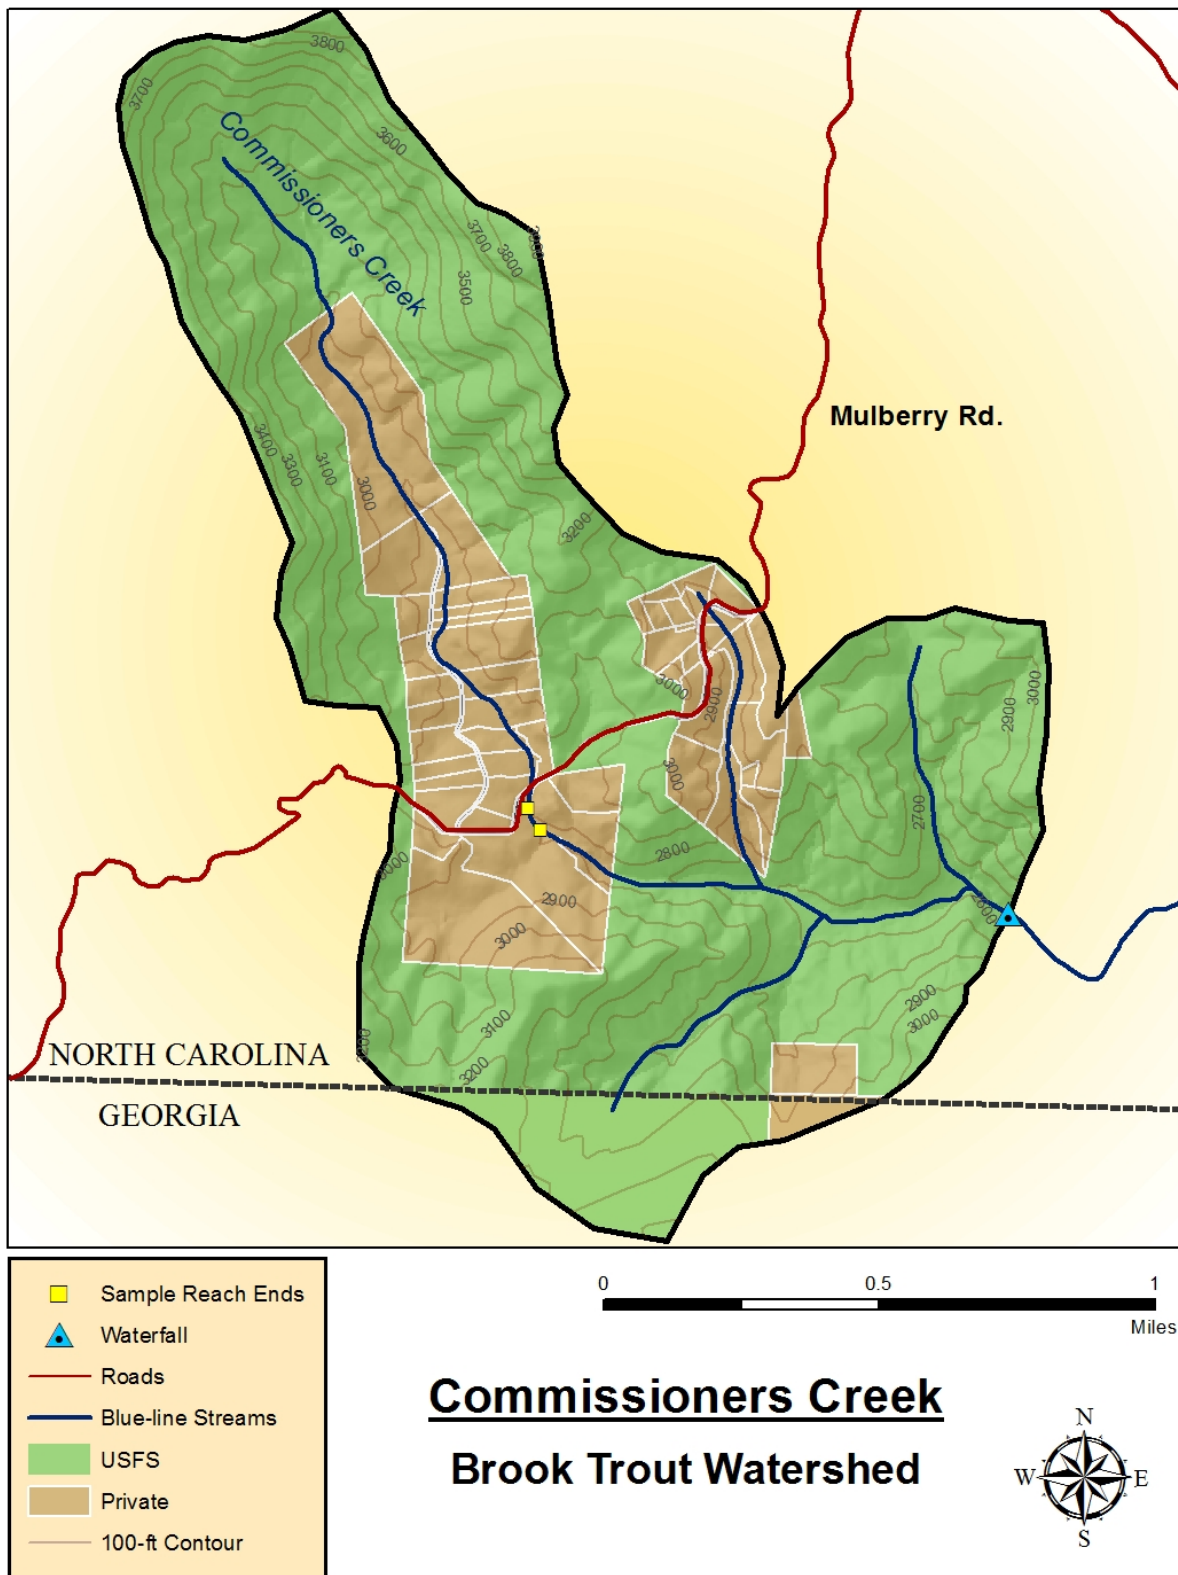 3800
3700
Commissioners Creek
3600
3700
3800
3500
Mulberry Rd.
3400
3300
3100
3000
3200
3000
2900
3000
2900
3000
2700
2800
3000
2900
2600
3000
2900
3000
3100
3200
3200
NORTH CAROLINA
GEORGIA
Sample Reach Ends
Waterfall
Roads
Blue-line Streams
USFS
Private
100-ft Contour
0 0.5 1
Miles
Commissioners Creek
Brook Trout Watershed
N
W E
S